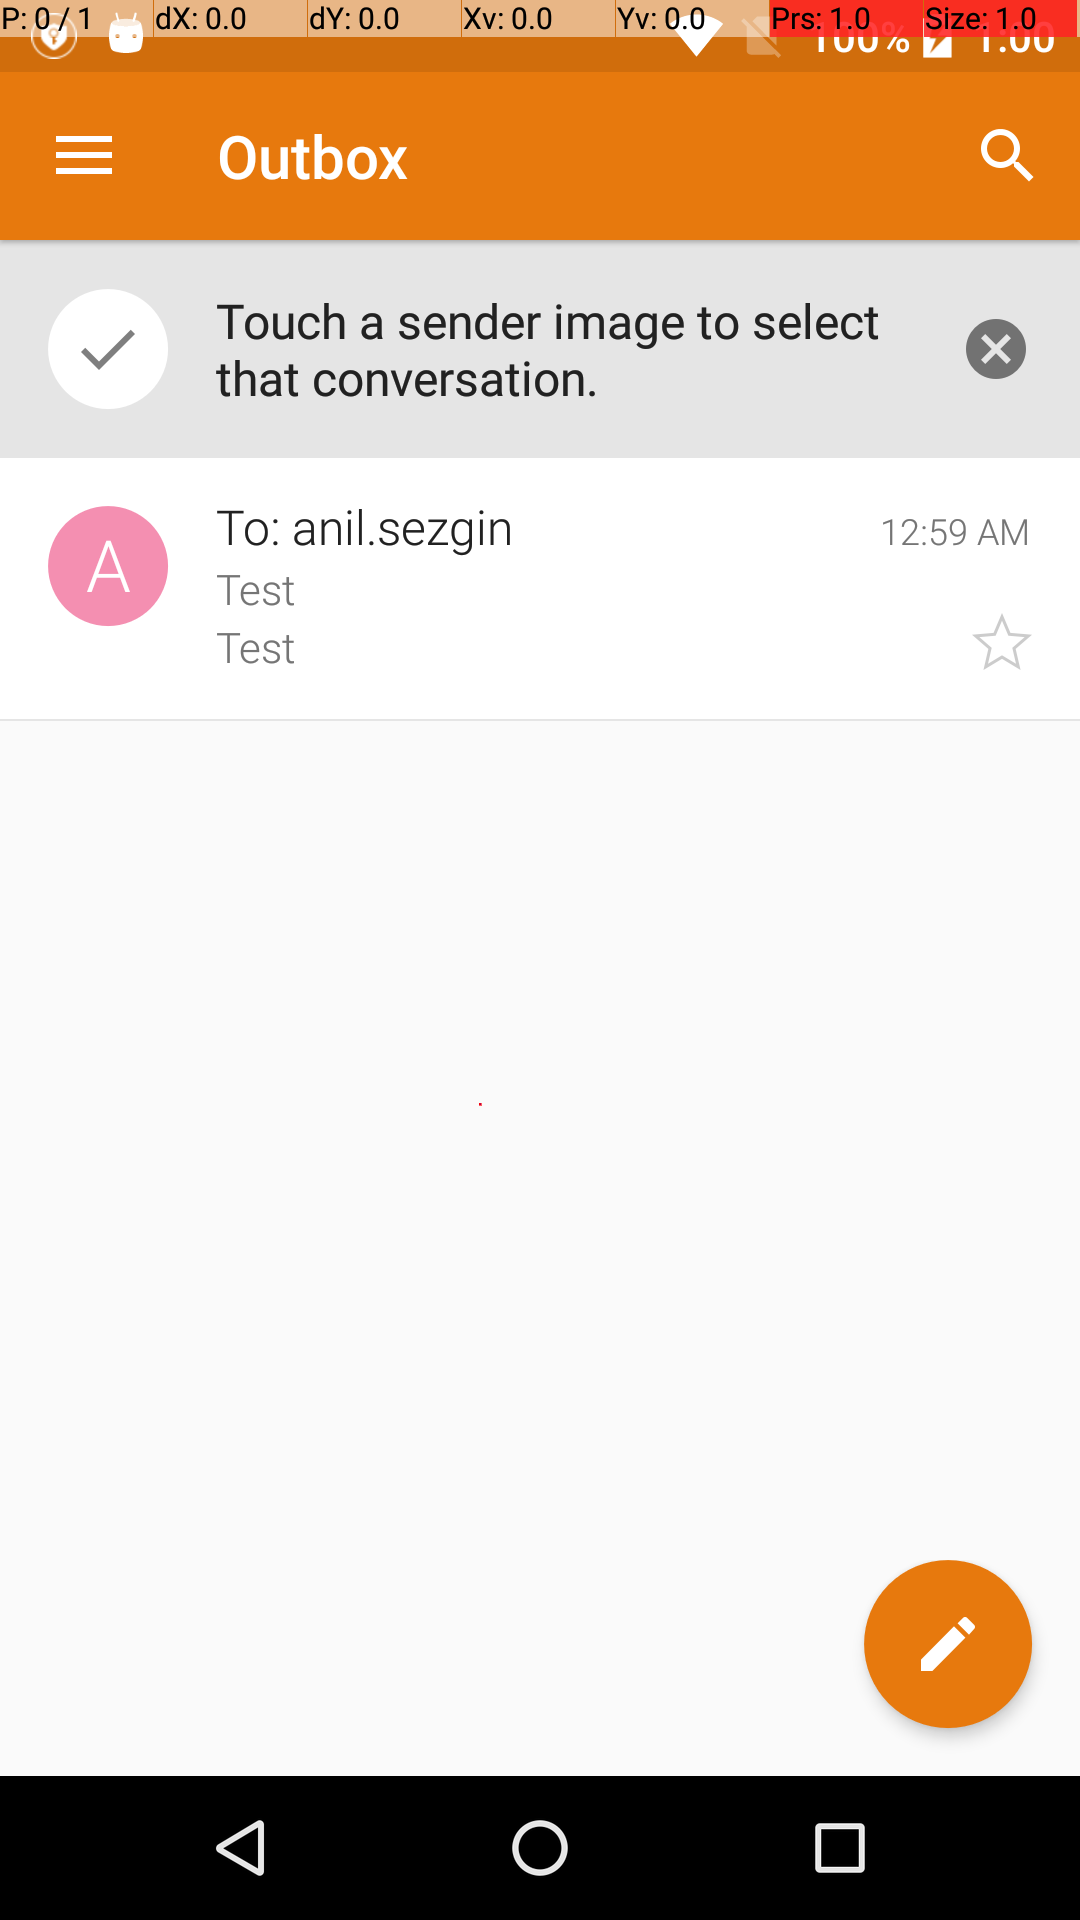 P: 0 / 1 dX: 0.0 dY: 0.0 Xv: 0.0 Yv: 0.0 Prs: 1.0 Size: 1.0
100% 1:00
Outbox
Touch a sender image to select
that conversation.
A
To: anil.sezgin 12:59 AM
Test
Test